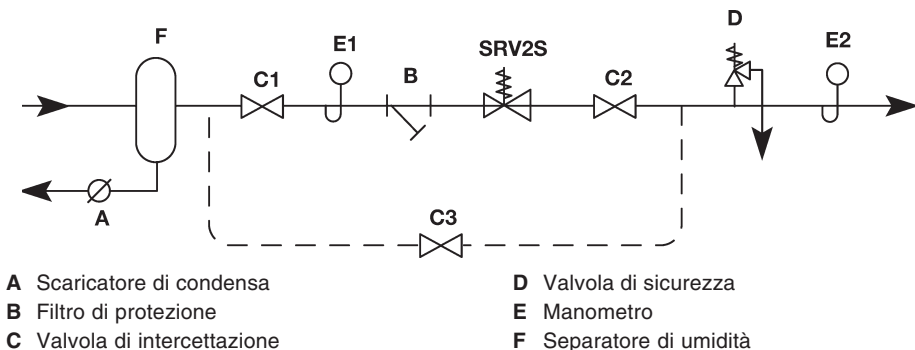 F
E1
SRV2S
D
E2
C1
B
C2
A
C3
A Scaricatore di condensa
B Filtro di protezione
C Valvola di intercettazione
D Valvola di sicurezza
E Manometro
F Separatore di umidità